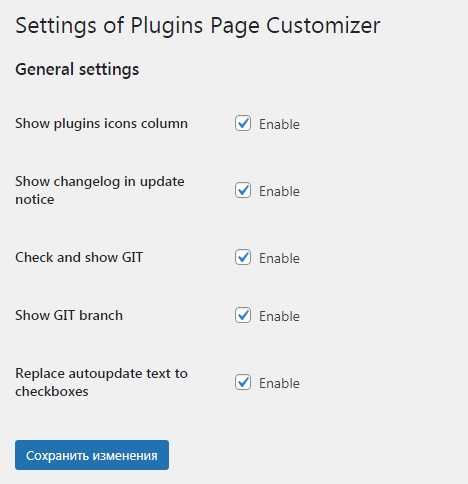 Settings of Plugins Page Customizer
General settings
Show plugins icons column
Enable
Show changelog in update
notice
Enable
Check and show GIT
Enable
Show GIT branch
Enable
Replace autoupdate text to
checkboxes
Enable
Сохранить изменения